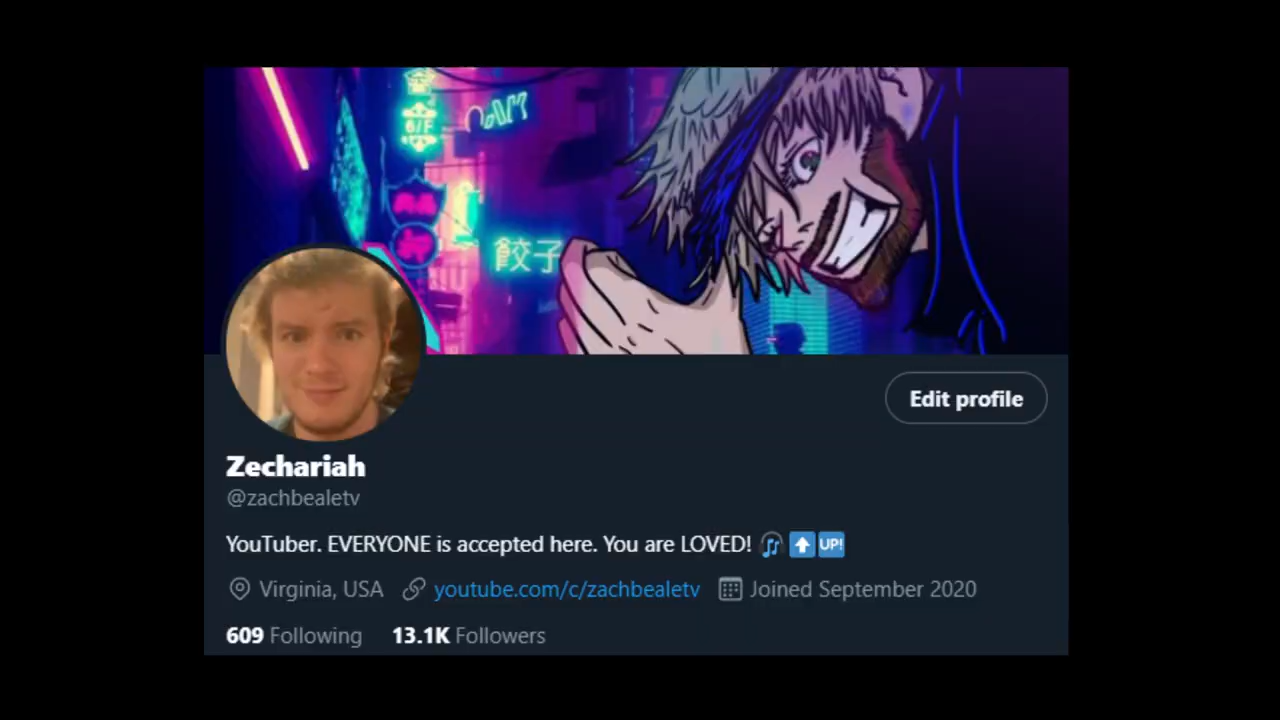 6/F
餃子
Edit profile
Zechariah
@zachbealetv
YouTuber. EVERYONE is accepted here. You are LOVED! UP!
Virginia, USA youtube.com/c/zachbealetv Joined September 2020
609 Following 13.1K Followers